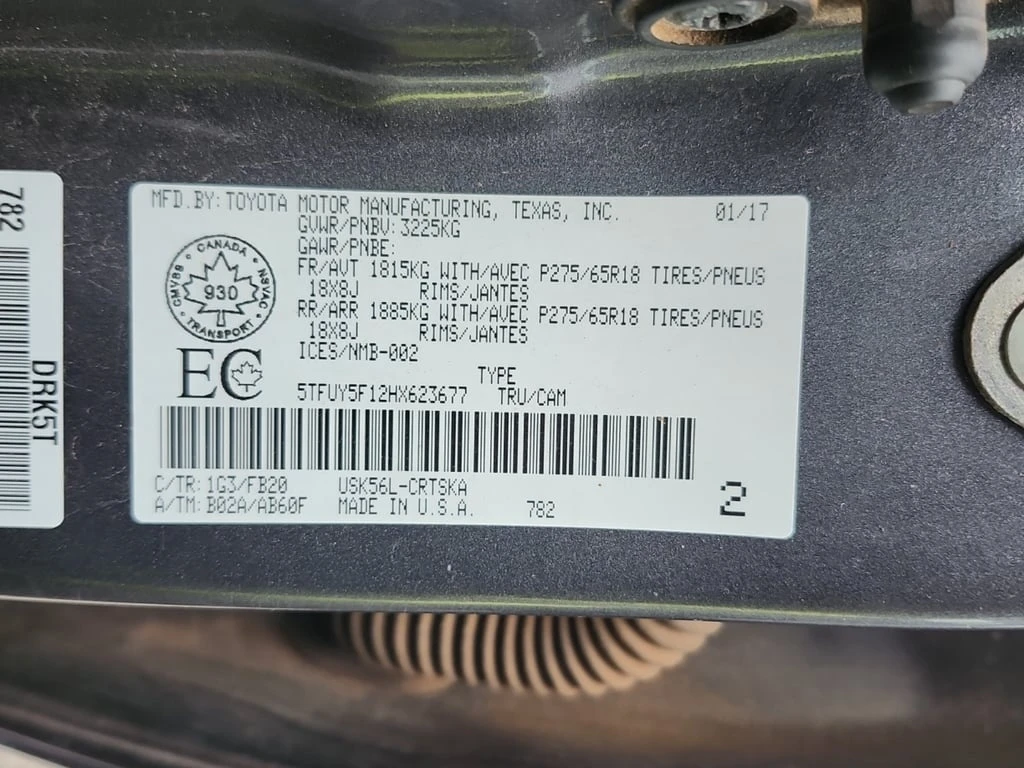 MFD.BY:TOYOTA MOTOR MANUFACTURING, TEXAS, INC. 01/17
GVWR/PNBV:3225KG
GAWR/PNBE:
FR/AVT 1815KG WITH/AVEC P275/65R18 TIRES/PNEUS
18X8J RIMS/JANTES
RR/ARR 1885KG WITH/AVEC P275/65R18 TIRES/PNEUS
18X8J RIMS/JANTES
ICES/NMB-002
CANADA
CMVSS
NSVAC
930
TRANSPORT
EC
TYPE
5TFUY5F12HX623677 TRU/CAM
C/TR:1G3/FB20 USK56L-CRTSKA
A/TM:B02A/AB60F MADE IN U.S.A. 782
2
782
DRK5T